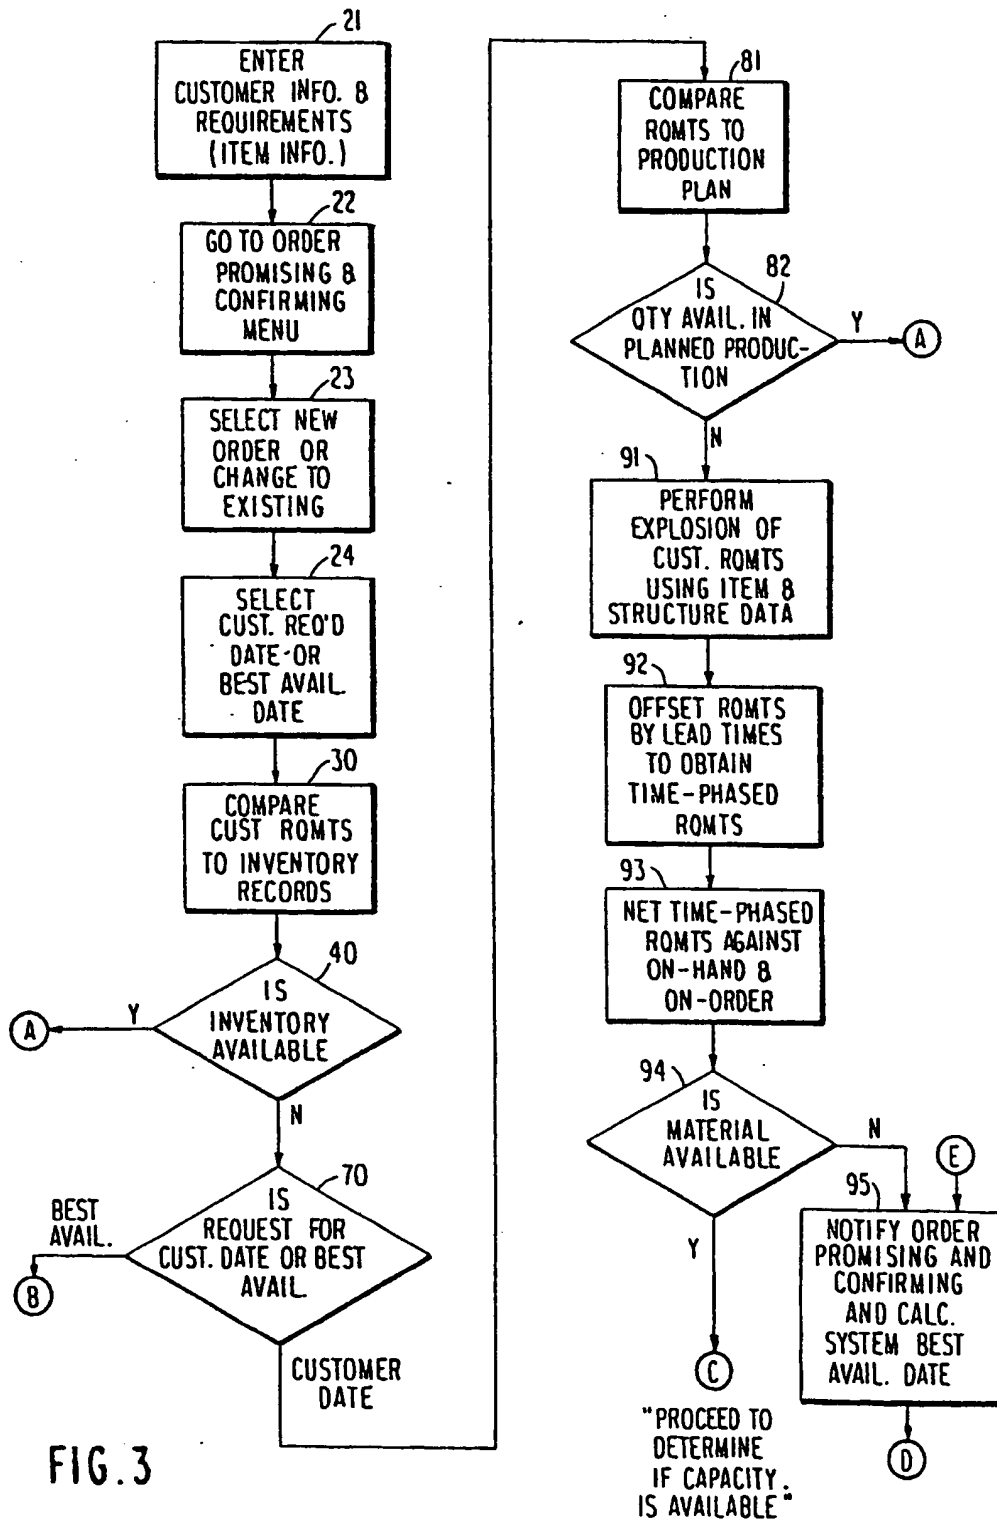 21
ENTER
CUSTOMER INFO. &
REQUIREMENTS
(ITEM INFO.)
22
GO TO ORDER
PROMISING &
CONFIRMING
MENU
23
SELECT NEW
ORDER OR
CHANGE TO
EXISTING
24
SELECT
CUST. REQ'D
DATE OR
BEST AVAIL.
DATE
30
COMPARE
CUST RQMTS
TO INVENTORY
RECORDS
40
IS
INVENTORY
AVAILABLE
Y
A
N
70
IS
REQUEST FOR
CUST. DATE OR BEST
AVAIL.
BEST
AVAIL.
B
CUSTOMER
DATE
81
COMPARE
RQMTS TO
PRODUCTION
PLAN
82
IS
QTY AVAIL. IN
PLANNED PRODUC-
TION
Y
A
N
91
PERFORM
EXPLOSION OF
CUST. RQMTS
USING ITEM &
STRUCTURE DATA
92
OFFSET RQMTS
BY LEAD TIMES
TO OBTAIN
TIME-PHASED
RQMTS
93
NET TIME-PHASED
RQMTS AGAINST
ON-HAND &
ON-ORDER
94
IS
MATERIAL
AVAILABLE
N
E
Y
95
NOTIFY ORDER
PROMISING AND
CONFIRMING
AND CALC.
SYSTEM BEST
AVAIL. DATE
C
"PROCEED TO
DETERMINE
IF CAPACITY
IS AVAILABLE"
D
FIG. 3